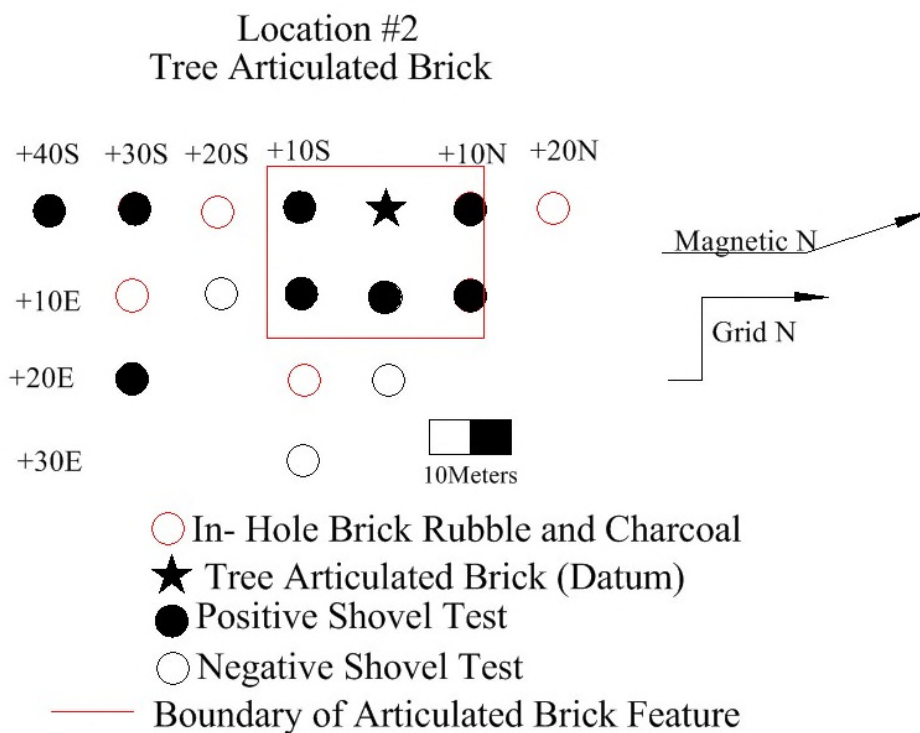 Location #2
Tree Articulated Brick
+40S +30S +20S +10S +10N +20N
Magnetic N
+10E
Grid N
+20E
+30E
10Meters
In- Hole Brick Rubble and Charcoal
Tree Articulated Brick (Datum)
Positive Shovel Test
Negative Shovel Test
Boundary of Articulated Brick Feature